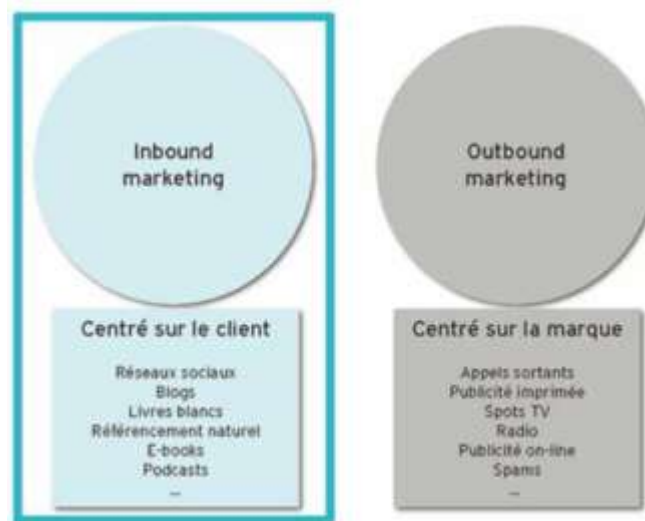 Inbound
marketing
Centré sur le client
Réseaux sociaux
Blogs
Livres blancs
Référencement naturel
E-books
Podcasts
...
Outbound
marketing
Centré sur la marque
Appels sortants
Publicité imprimée
Spots TV
Radio
Publicité on-line
Spams
...